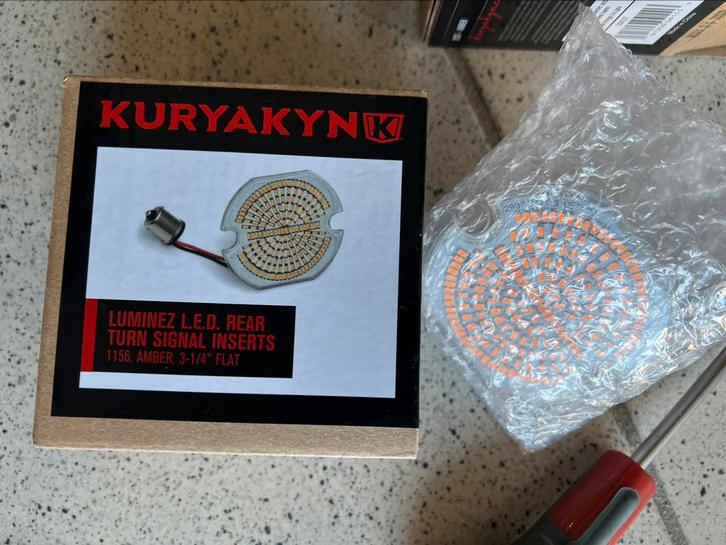 KURYAKYN K
LUMINEZ L.E.D. REAR
TURN SIGNAL INSERTS
1156, AMBER, 3-1/4" FLAT